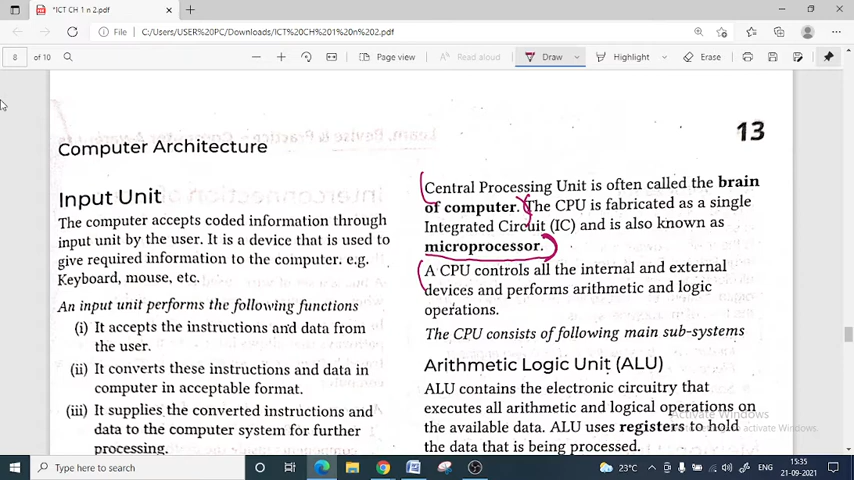 *ICT CH 1 n 2.pdf
File
C:/Users/USER%20PC/Downloads/ICT%20CH%201%20n%202.pdf
8 of 10
Page view
Read aloud
Draw
Highlight
Erase
13
Computer Architecture
Input Unit
The computer accepts coded information through
input unit by the user. It is a device that is used to
give required information to the computer. e.g.
Keyboard, mouse, etc.
An input unit performs the following functions
(i) It accepts the instructions and data from
the user.
(ii) It converts these instructions and data in
computer in acceptable format.
(iii) It supplies the converted instructions and
data to the computer system for further
processing.
Central Processing Unit is often called the brain
of computer. The CPU is fabricated as a single
Integrated Circuit (IC) and is also known as
microprocessor.
A CPU controls all the internal and external
devices and performs arithmetic and logic
operations.
The CPU consists of following main sub-systems
Arithmetic Logic Unit (ALU)
ALU contains the electronic circuitry that
executes all arithmetic and logical operations on
the available data. ALU uses registers to hold
the data that is being processed.
Activate Windows
activate Windows.
Type here to search
23°C
ENG
15:35
21-09-2021